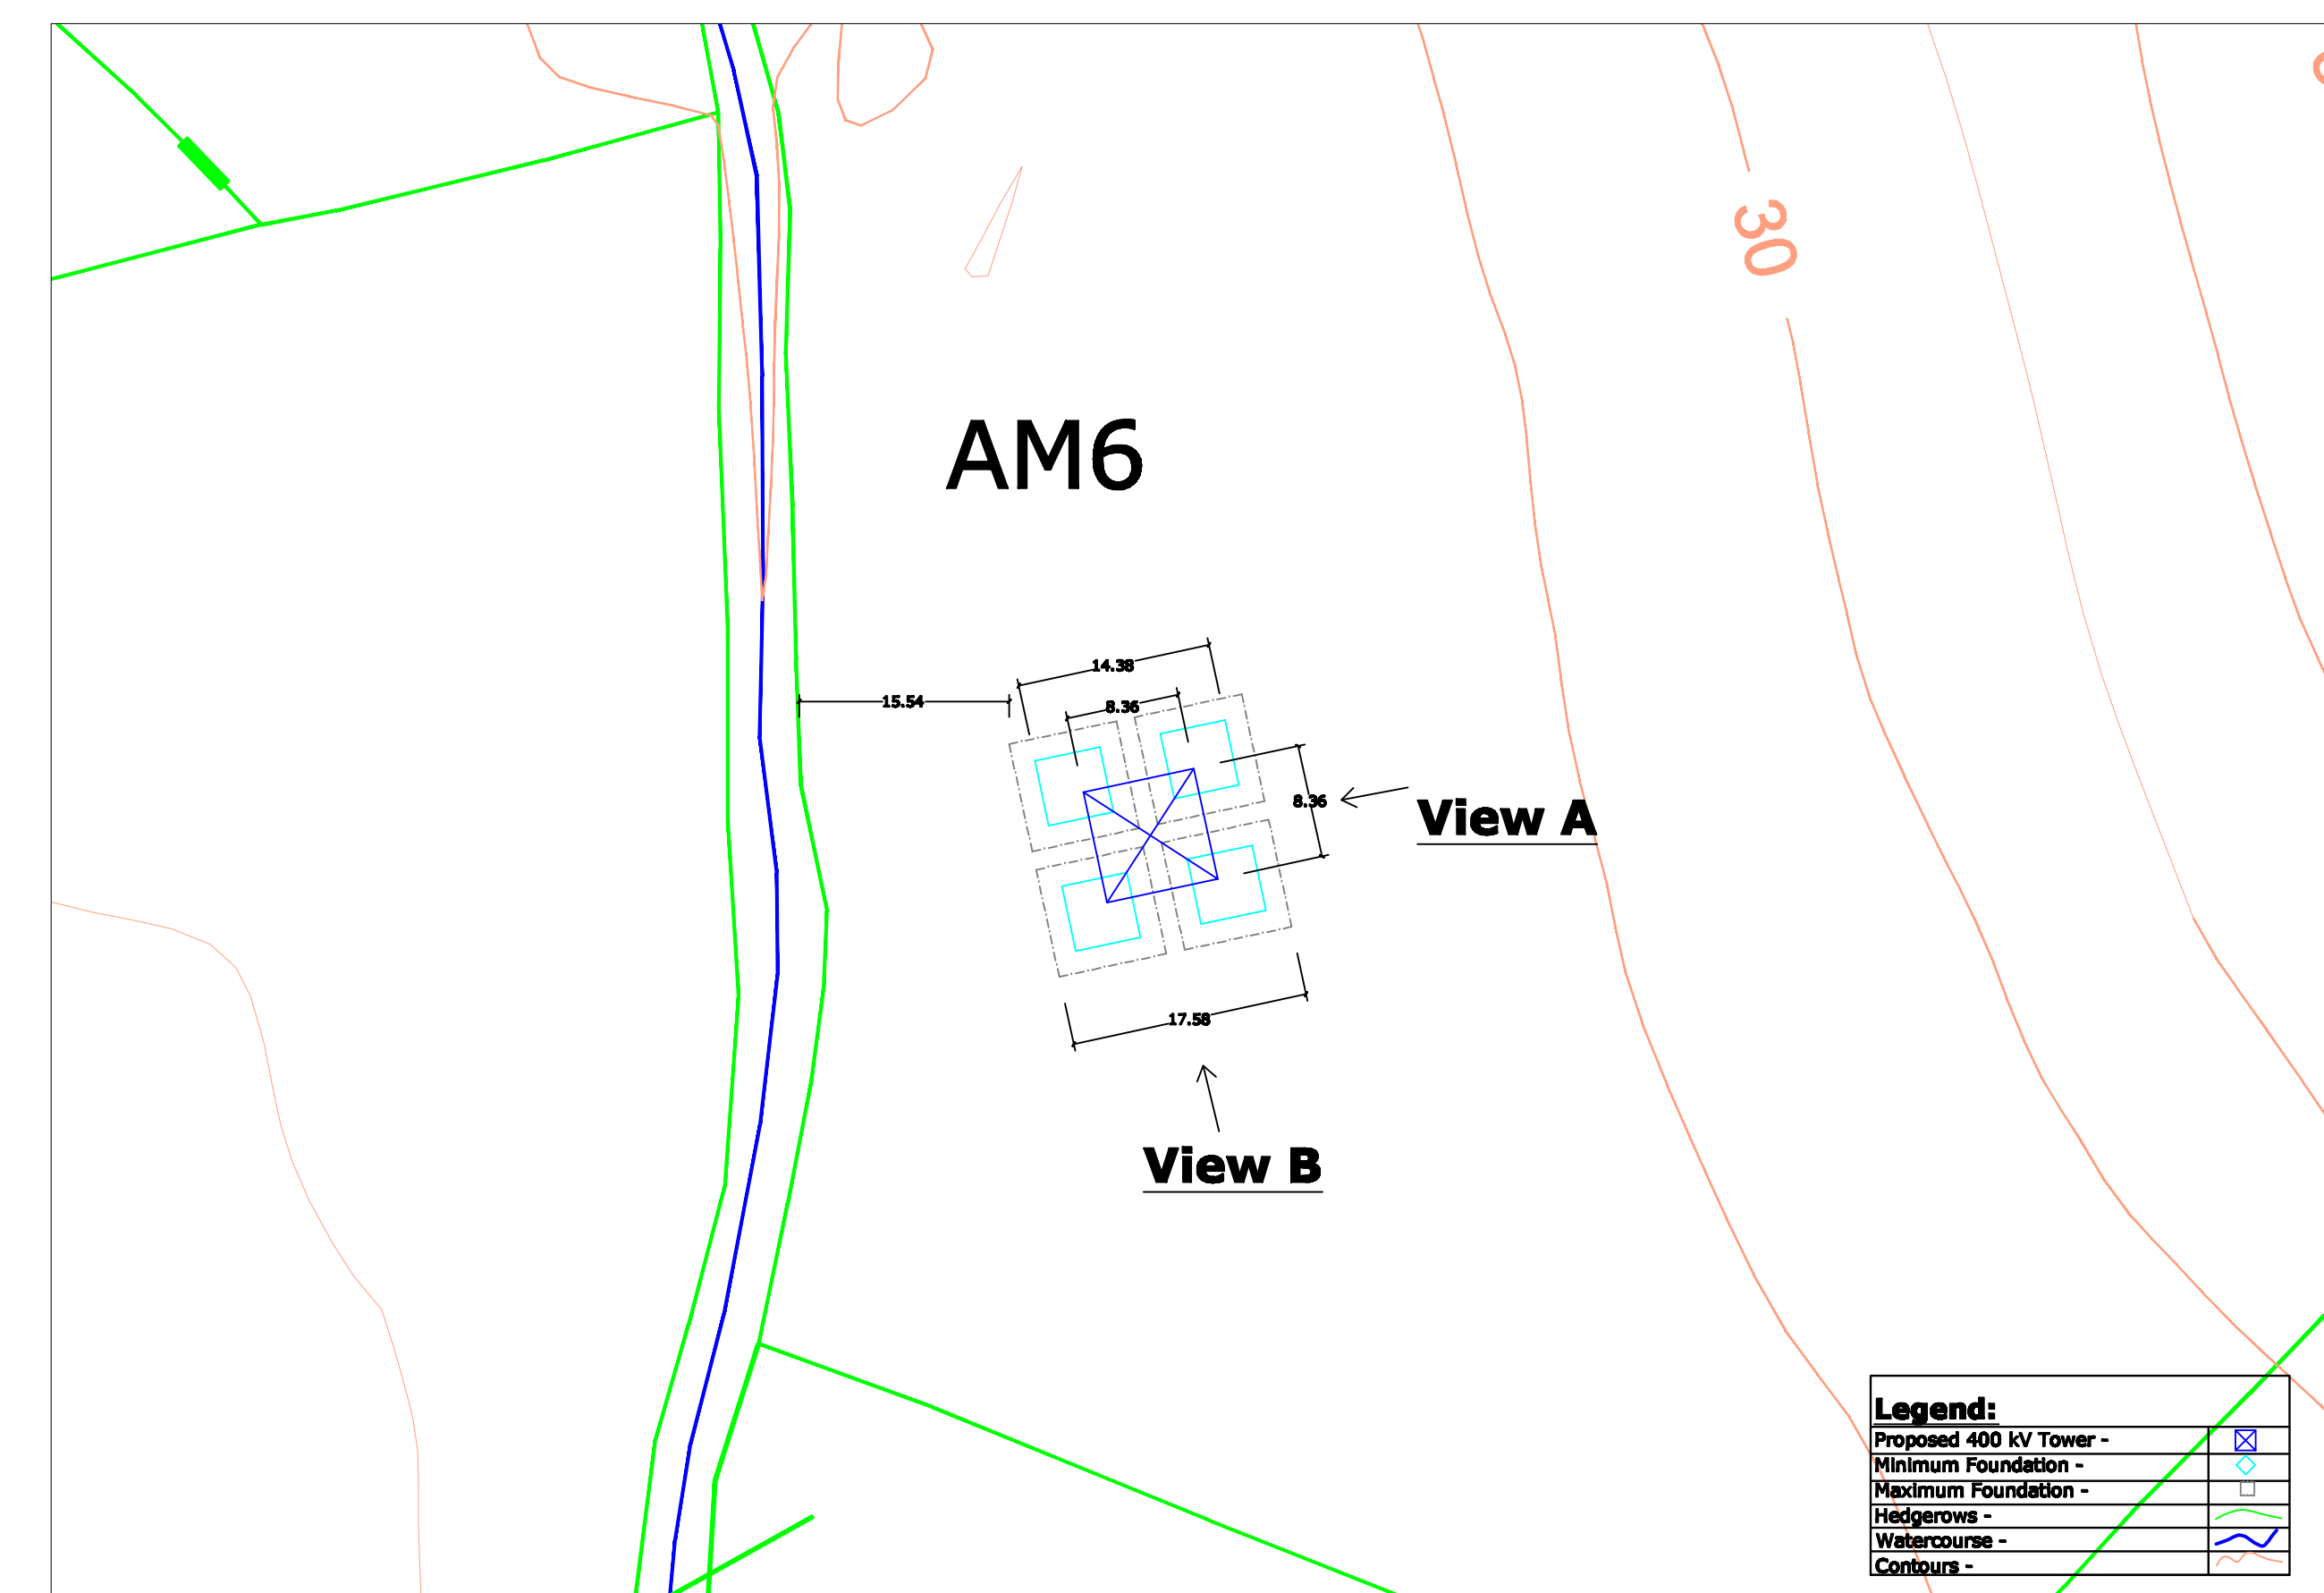 30
AM6
14.38
15.54
8.36
8.36
View A
17.58
View B
Legend:
Proposed 400 kV Tower -
Minimum Foundation -
Maximum Foundation -
Hedgerows -
Watercourse -
Contours -